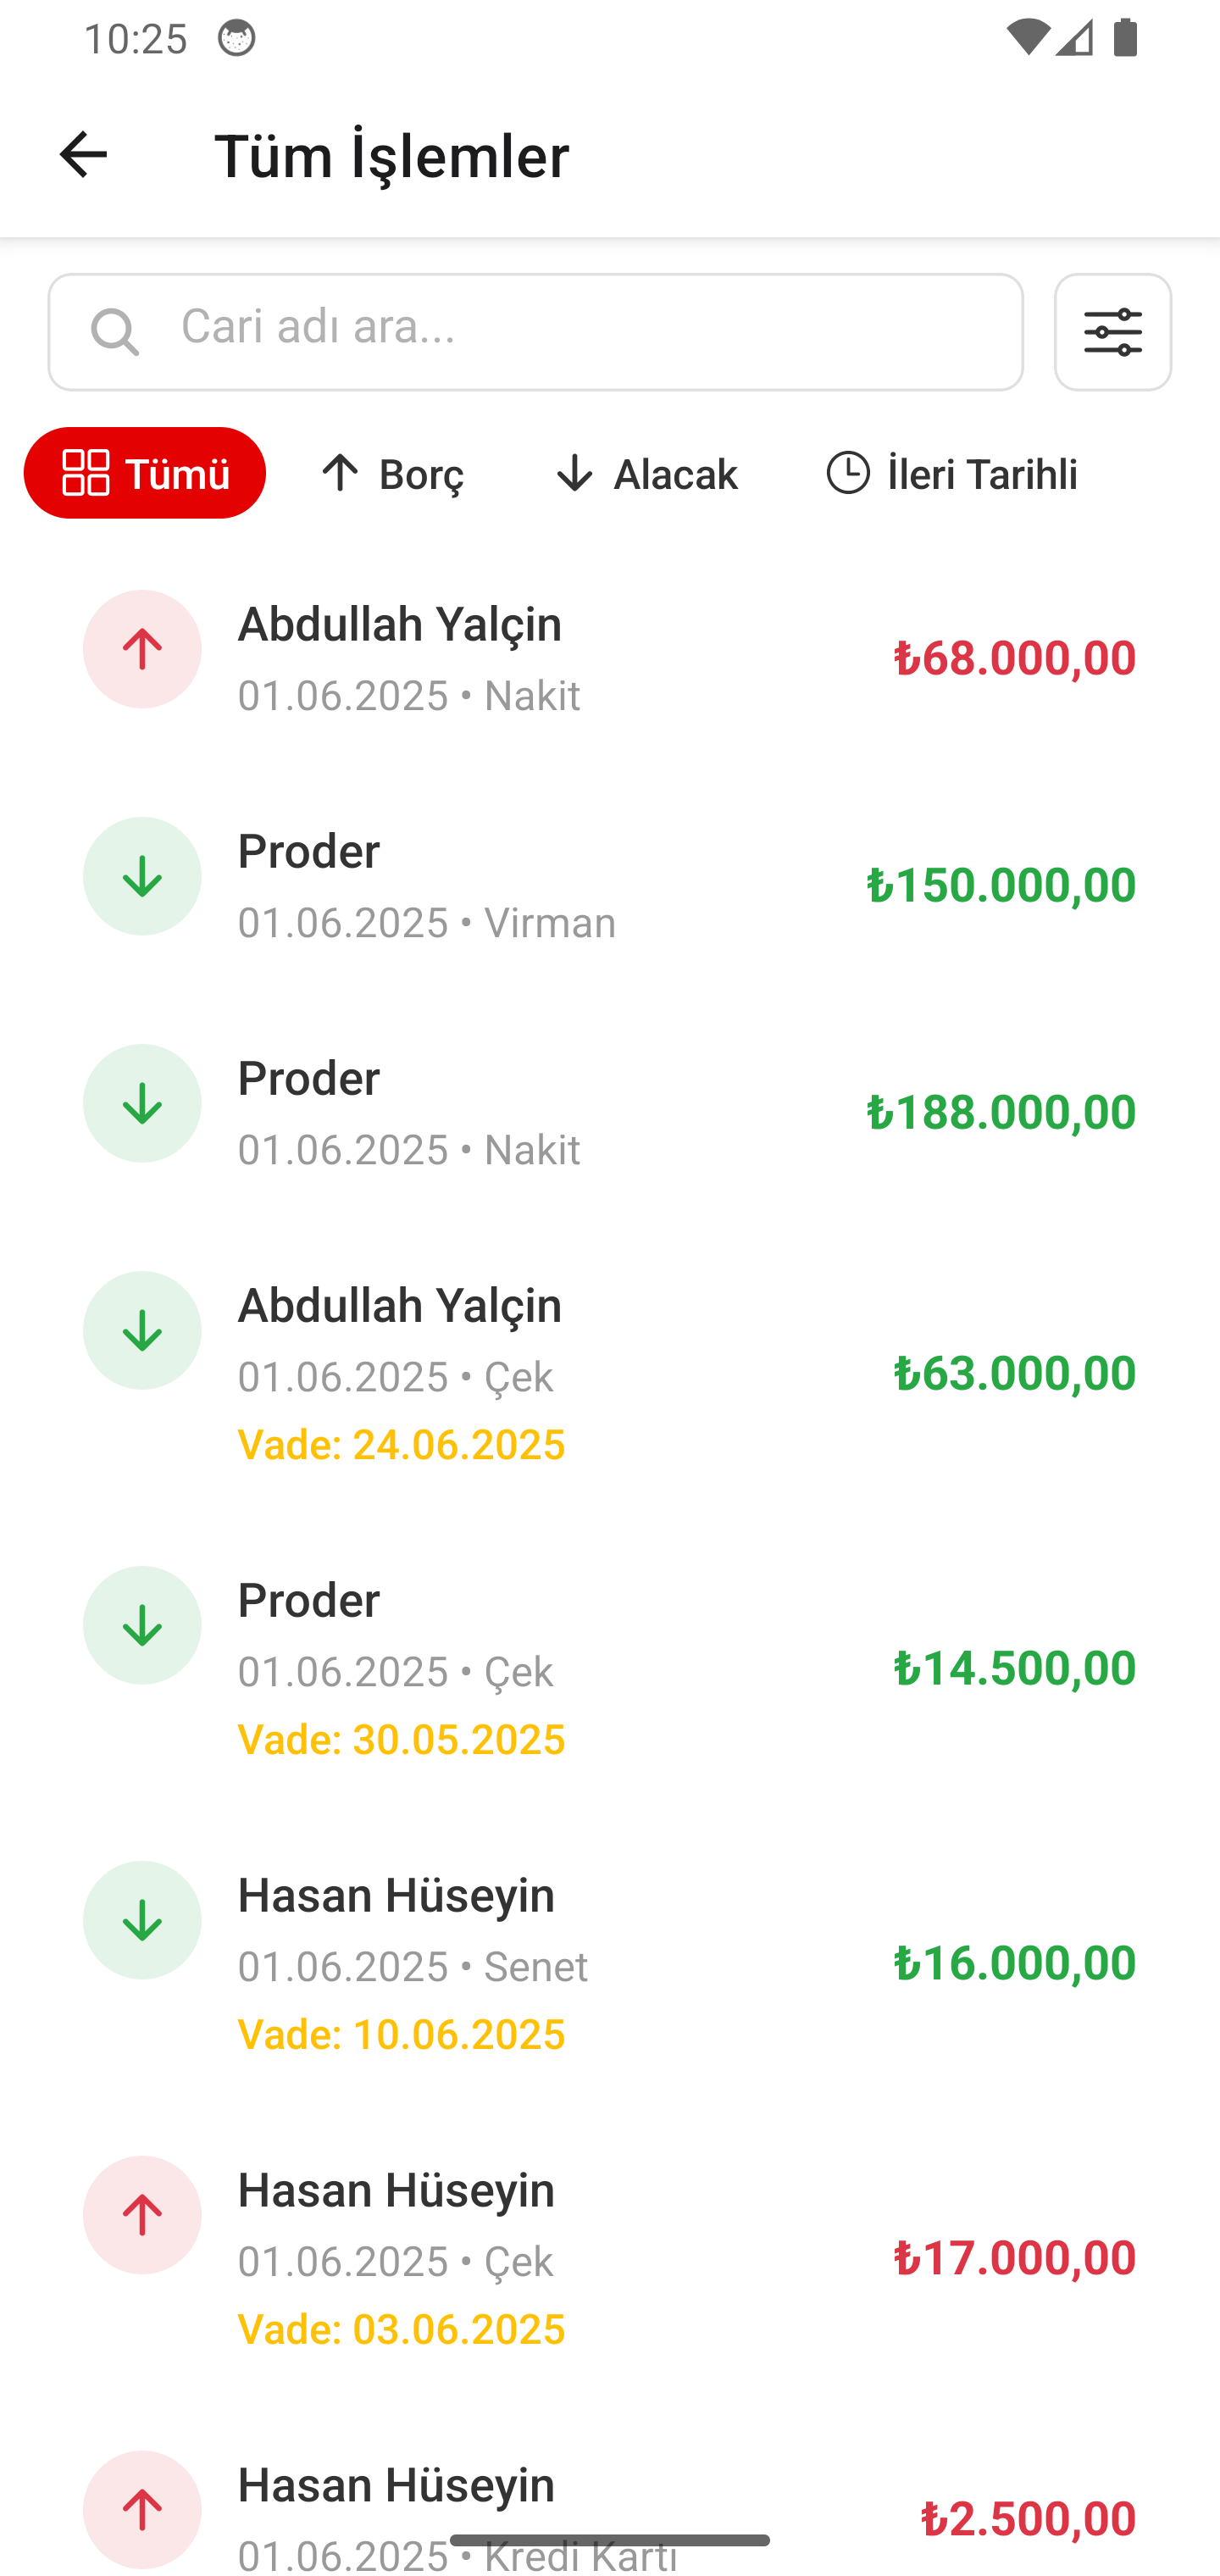 10:25
Tüm İşlemler
Cari adı ara...
Tümü
Borç
Alacak
İleri Tarihli
Abdullah Yalçin
01.06.2025 • Nakit
₺68.000,00
Proder
01.06.2025 • Virman
₺150.000,00
Proder
01.06.2025 • Nakit
₺188.000,00
Abdullah Yalçin
01.06.2025 • Çek
Vade: 24.06.2025
₺63.000,00
Proder
01.06.2025 • Çek
Vade: 30.05.2025
₺14.500,00
Hasan Hüseyin
01.06.2025 • Senet
Vade: 10.06.2025
₺16.000,00
Hasan Hüseyin
01.06.2025 • Çek
Vade: 03.06.2025
₺17.000,00
Hasan Hüseyin
01.06.2025 • Kredi Kartı
₺2.500,00